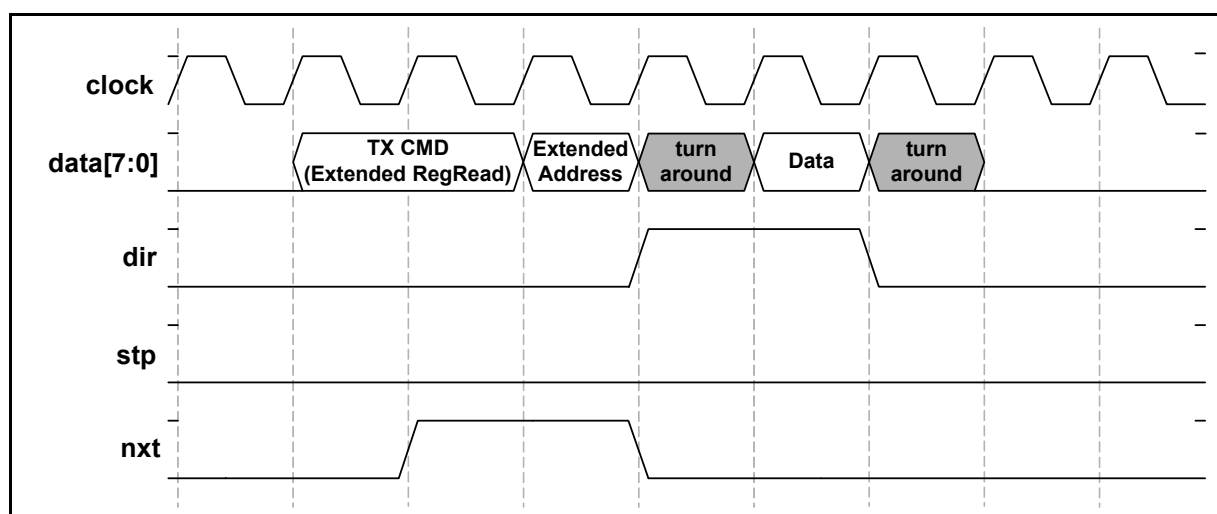 clock
data[7:0]
TX CMD
(Extended RegRead)
Extended
Address
turn
around
Data
turn
around
dir
stp
nxt